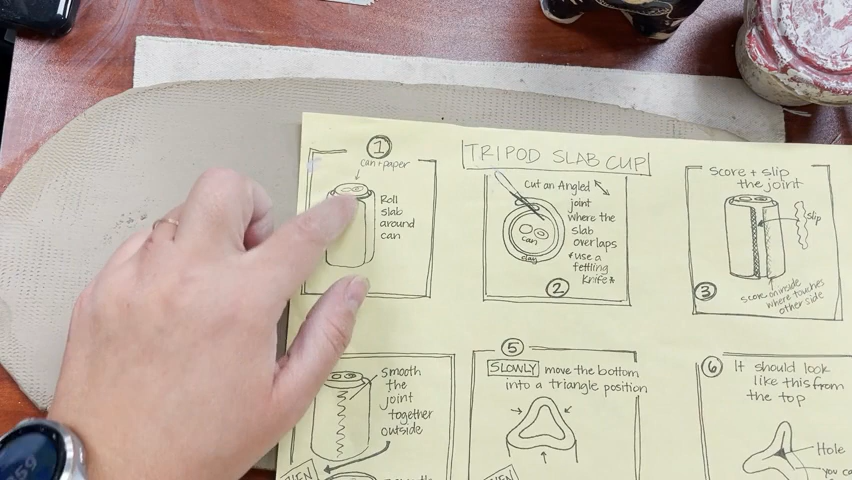 TRIPOD SLAB CUP
1
can+paper
Roll
slab
around
can
cut an Angled
joint
where the
slab
overlaps
*use a
fettling
Knife*
can
clay
2
Score + slip
the joint
slip
3
score on inside
where touches
other side
Smooth
the
joint
together
outside
5
SLOWLY move the bottom
into a triangle position
6
It should look
like this from
the top
Hole
you ca